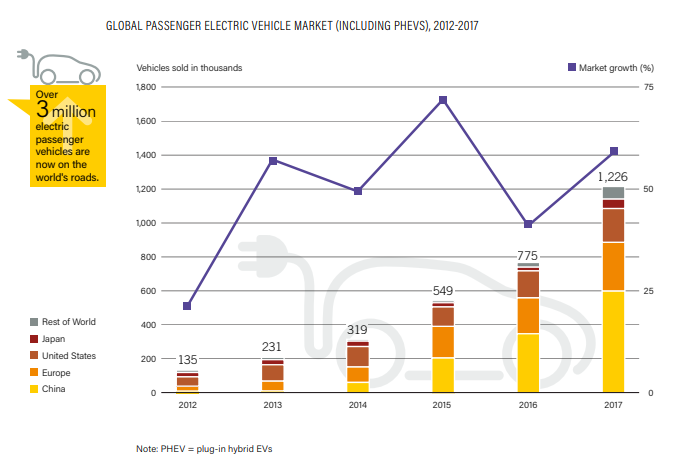 GLOBAL PASSENGER ELECTRIC VEHICLE MARKET (INCLUDING PHEVS), 2012-2017
Over
3 million
electric
passenger
vehicles are
now on the
world's roads.
Vehicles sold in thousands
Market growth (%)
1,800
75
1,600
1,400
1,200
50
1,000
800
600
25
400
200
0
0
1,226
775
549
319
231
135
Rest of World
Japan
United States
Europe
China
2012
2013
2014
2015
2016
2017
Note: PHEV = plug-in hybrid EVs